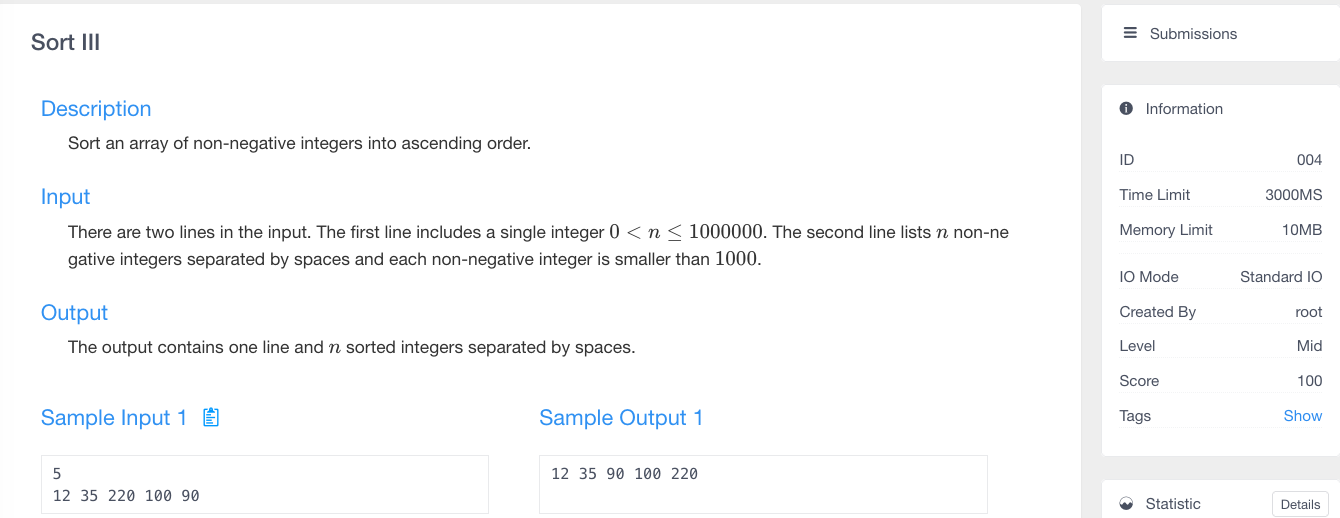 Sort III
Description
Sort an array of non-negative integers into ascending order.
Input
There are two lines in the input. The first line includes a single integer 0 < n ≤ 1000000. The second line lists n non-ne
gative integers separated by spaces and each non-negative integer is smaller than 1000.
Output
The output contains one line and n sorted integers separated by spaces.
Sample Input 1
5
12 35 220 100 90
Sample Output 1
12 35 90 100 220
Submissions
Information
ID 004
Time Limit 3000MS
Memory Limit 10MB
IO Mode Standard IO
Created By root
Level Mid
Score 100
Tags Show
Statistic Details